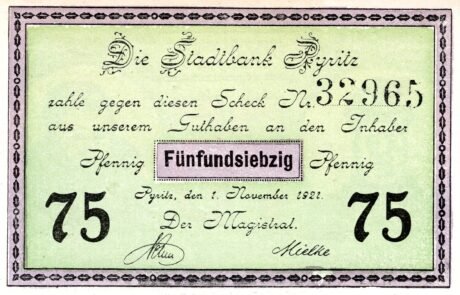 Die Stadtbank Pyritz
zahle gegen diesen Scheck Nr. 32965
aus unserem Guthaben an den Inhaber
Pfennig Fünfundsiebzig Pfennig
75 Pyritz, den 1. November 1921. 75
Der Magistrat.
Mielke